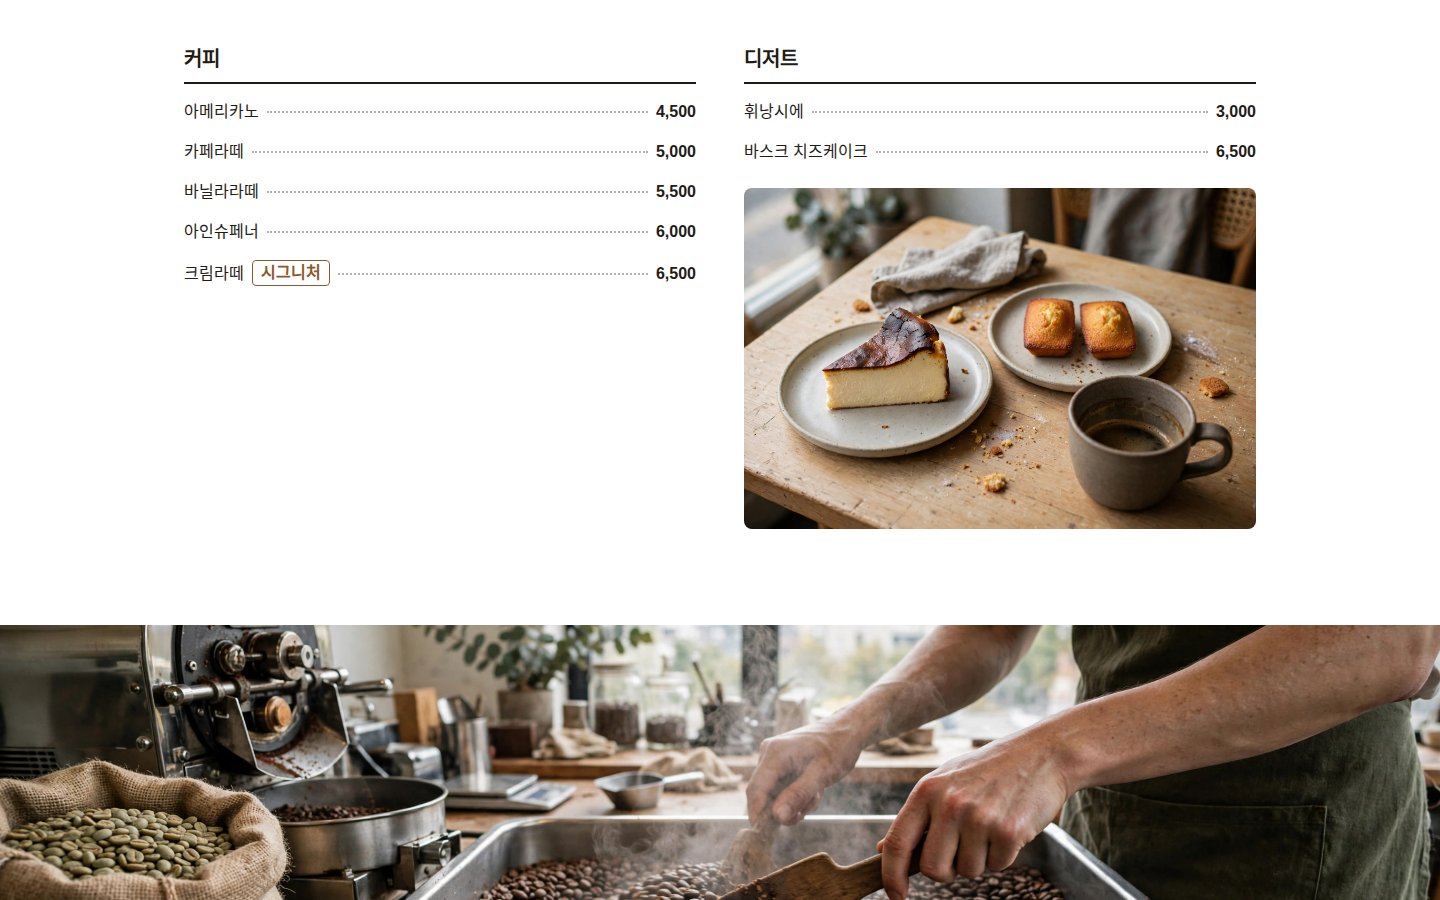 커피
아메리카노 4,500
카페라떼 5,000
바닐라라떼 5,500
아인슈페너 6,000
크림라떼 시그니처 6,500
디저트
휘낭시에 3,000
바스크 치즈케이크 6,500